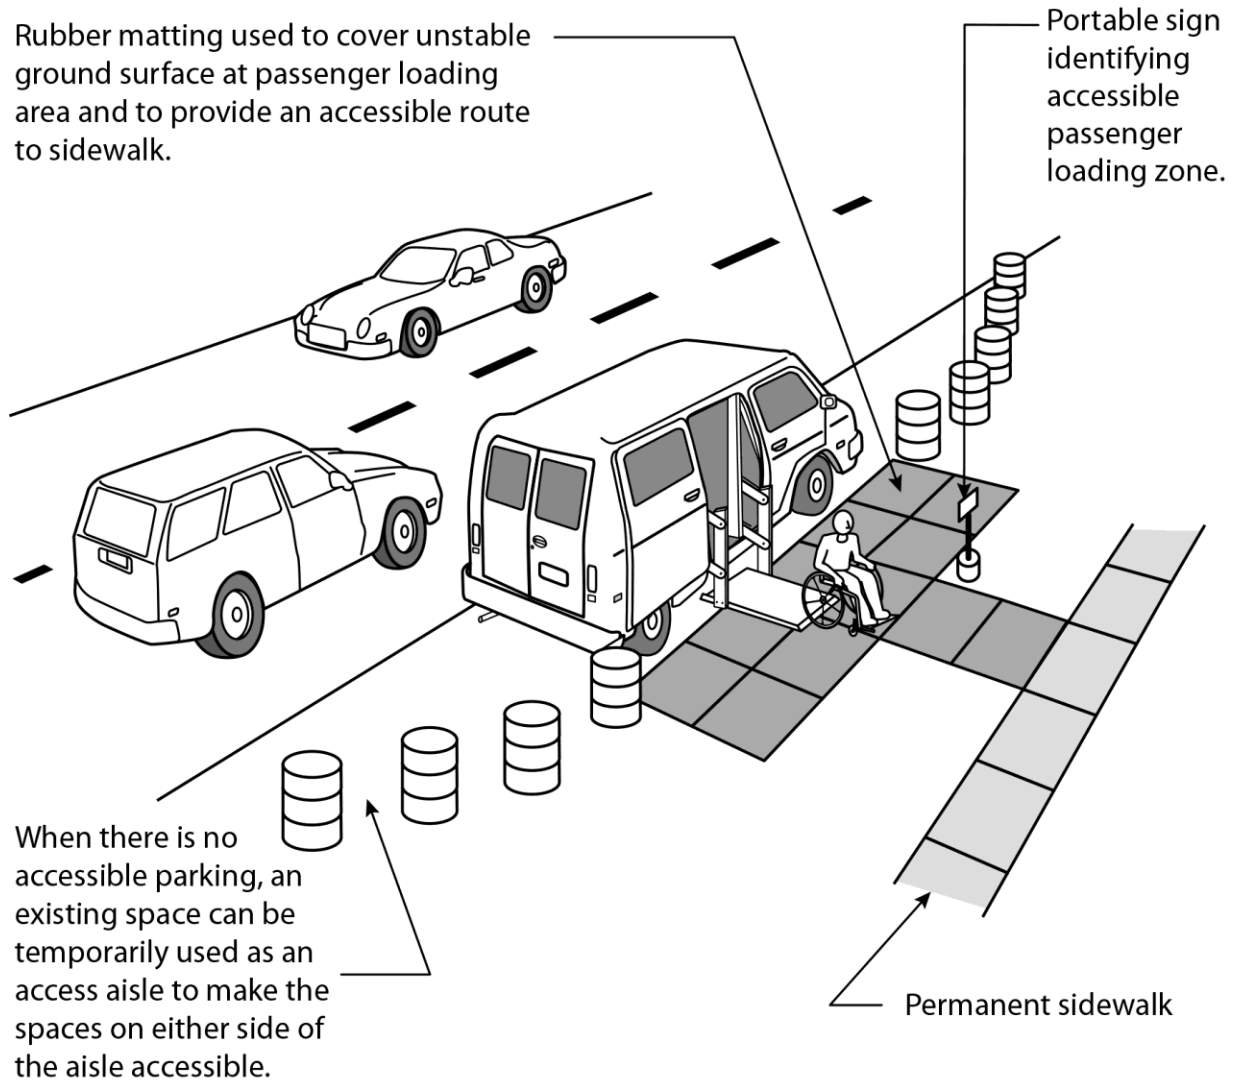 Rubber matting used to cover unstable
ground surface at passenger loading
area and to provide an accessible route
to sidewalk.
Portable sign
identifying
accessible
passenger
loading zone.
When there is no
accessible parking, an
existing space can be
temporarily used as an
access aisle to make the
spaces on either side of
the aisle accessible.
Permanent sidewalk